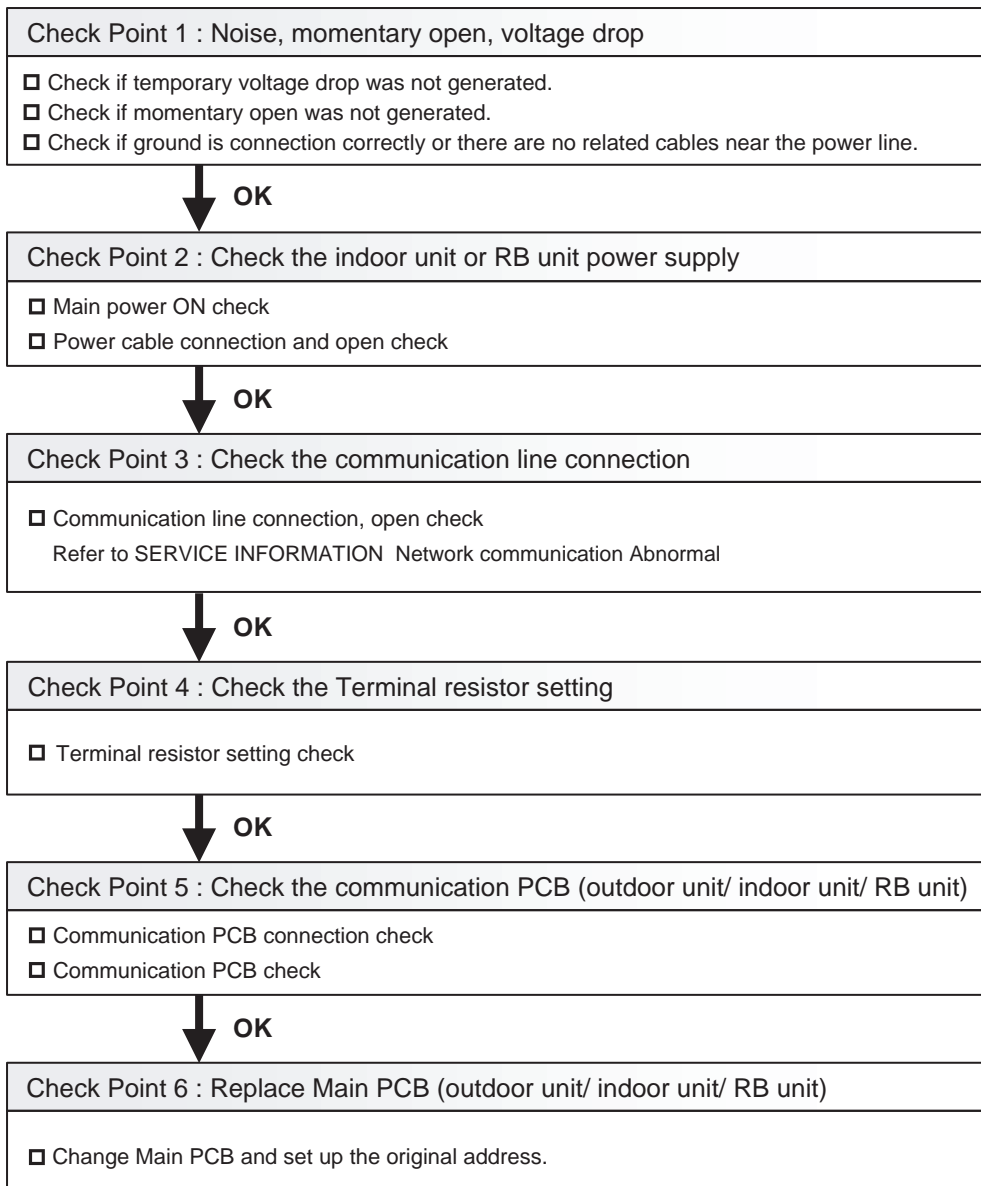 Check Point 1 : Noise, momentary open, voltage drop
Check if temporary voltage drop was not generated.
Check if momentary open was not generated.
Check if ground is connection correctly or there are no related cables near the power line.
OK
Check Point 2 : Check the indoor unit or RB unit power supply
Main power ON check
Power cable connection and open check
OK
Check Point 3 : Check the communication line connection
Communication line connection, open check
Refer to SERVICE INFORMATION Network communication Abnormal
OK
Check Point 4 : Check the Terminal resistor setting
Terminal resistor setting check
OK
Check Point 5 : Check the communication PCB (outdoor unit/ indoor unit/ RB unit)
Communication PCB connection check
Communication PCB check
OK
Check Point 6 : Replace Main PCB (outdoor unit/ indoor unit/ RB unit)
Change Main PCB and set up the original address.